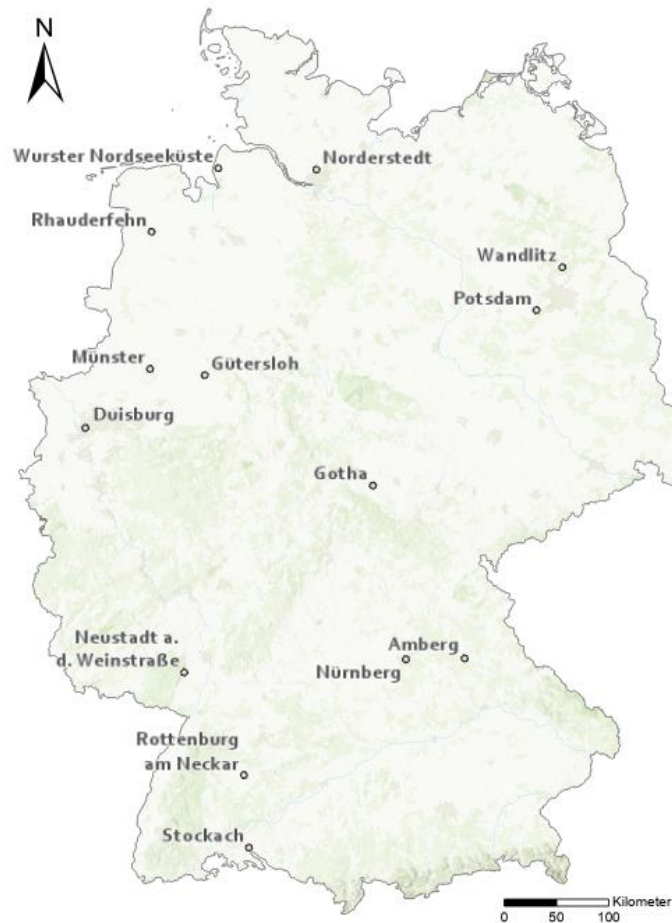 N
Wurster Nordseeküste
Norderstedt
Rhauderfehn
Wandlitz
Potsdam
Münster
Gütersloh
Duisburg
Gotha
Neustadt a.
d. Weinstraße
Amberg
Nürnberg
Rottenburg
am Neckar
Stockach
Kilometer
0 50 100